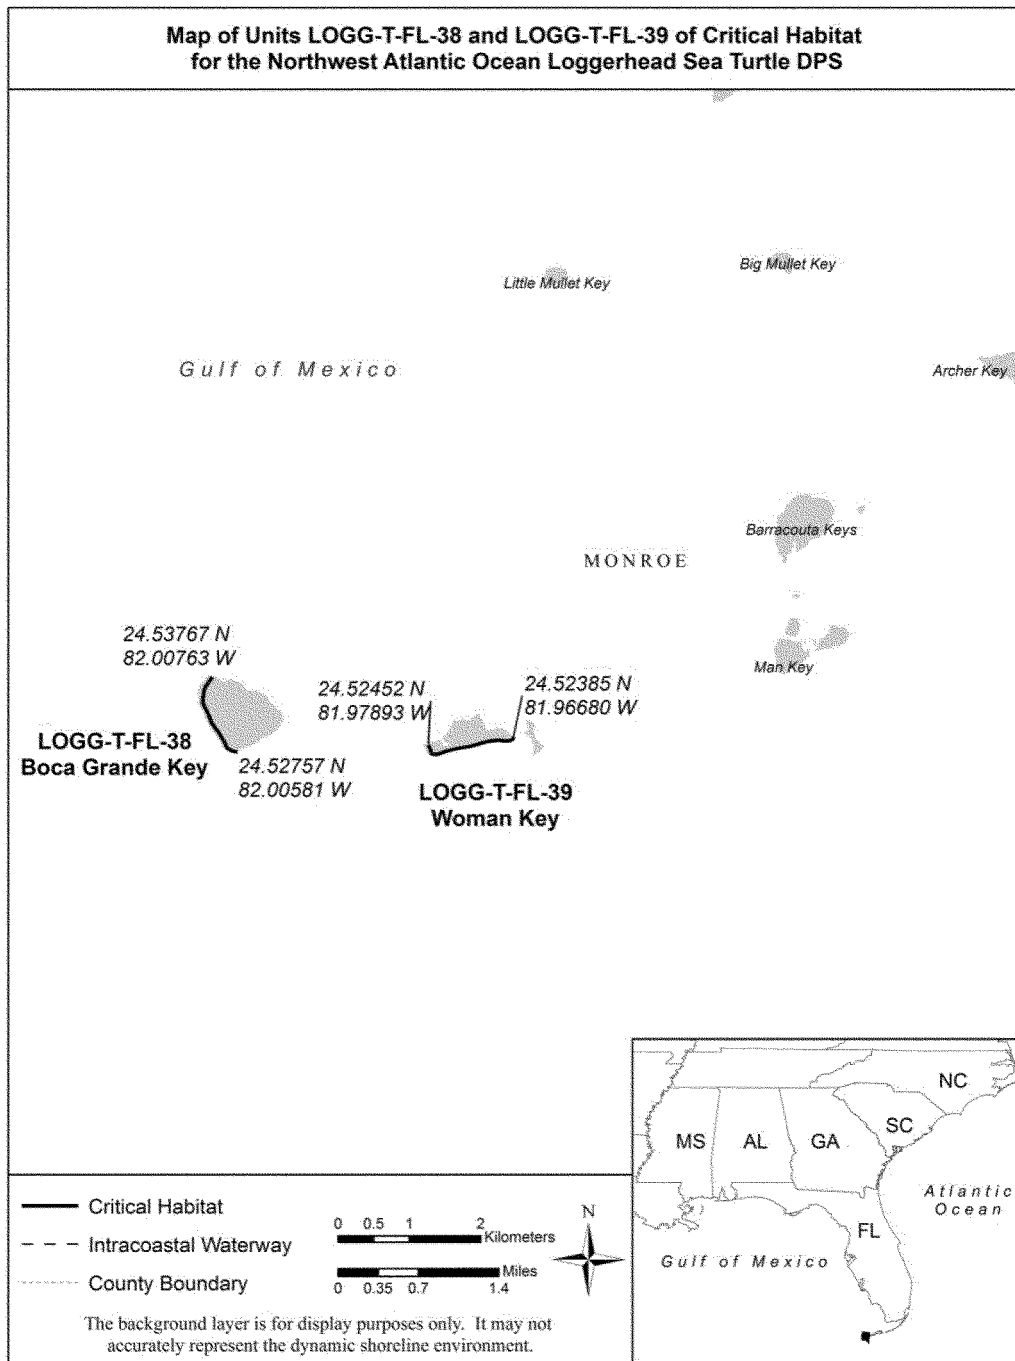 Map of Units LOGG-T-FL-38 and LOGG-T-FL-39 of Critical Habitat
for the Northwest Atlantic Ocean Loggerhead Sea Turtle DPS
Little Mullet Key
Big Mullet Key
Gulf of Mexico
Archer Key
Barracouta Keys
MONROE
Man Key
24.53767 N
82.00763 W
24.52452 N
81.97893 W
24.52385 N
81.96680 W
LOGG-T-FL-38
Boca Grande Key
24.52757 N
82.00581 W
LOGG-T-FL-39
Woman Key
Critical Habitat
Intracoastal Waterway
County Boundary
0 0.5 1 2
Kilometers
Miles
0 0.35 0.7 1.4
N
The background layer is for display purposes only. It may not
accurately represent the dynamic shoreline environment.
NC
SC
MS AL GA
Atlantic
Ocean
FL
Gulf of Mexico